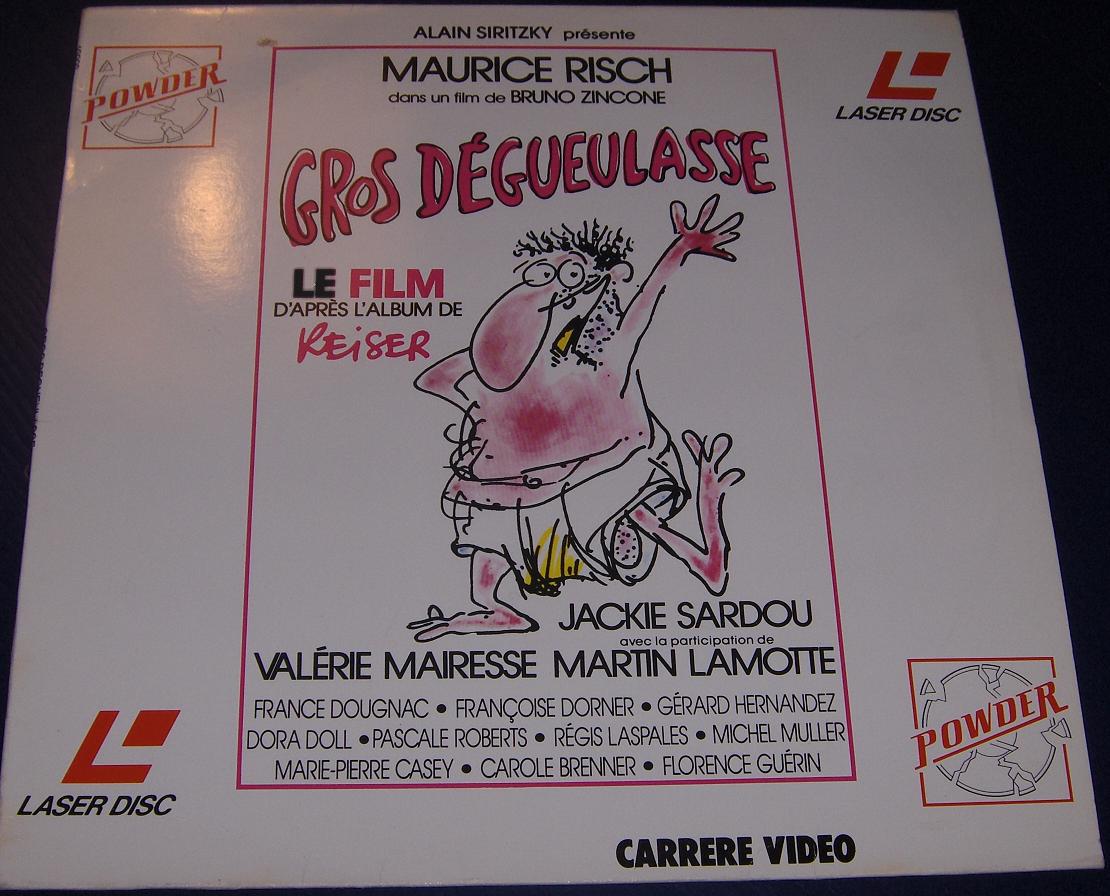 ALAIN SIRITZKY présente
POWDER
MAURICE RISCH
dans un film de BRUNO ZINCONE
LASER DISC
GROS DÉGUEULASSE
LE FILM
D'APRÈS L'ALBUM DE
REISER
JACKIE SARDOU
avec la participation de
VALÉRIE MAIRESSE MARTIN LAMOTTE
FRANCE DOUGNAC • FRANÇOISE DORNER • GÉRARD HERNANDEZ
DORA DOLL • PASCALE ROBERTS • RÉGIS LASPALES • MICHEL MULLER
MARIE-PIERRE CASEY • CAROLE BRENNER • FLORENCE GUÉRIN
POWDER
LASER DISC
CARRERE VIDEO